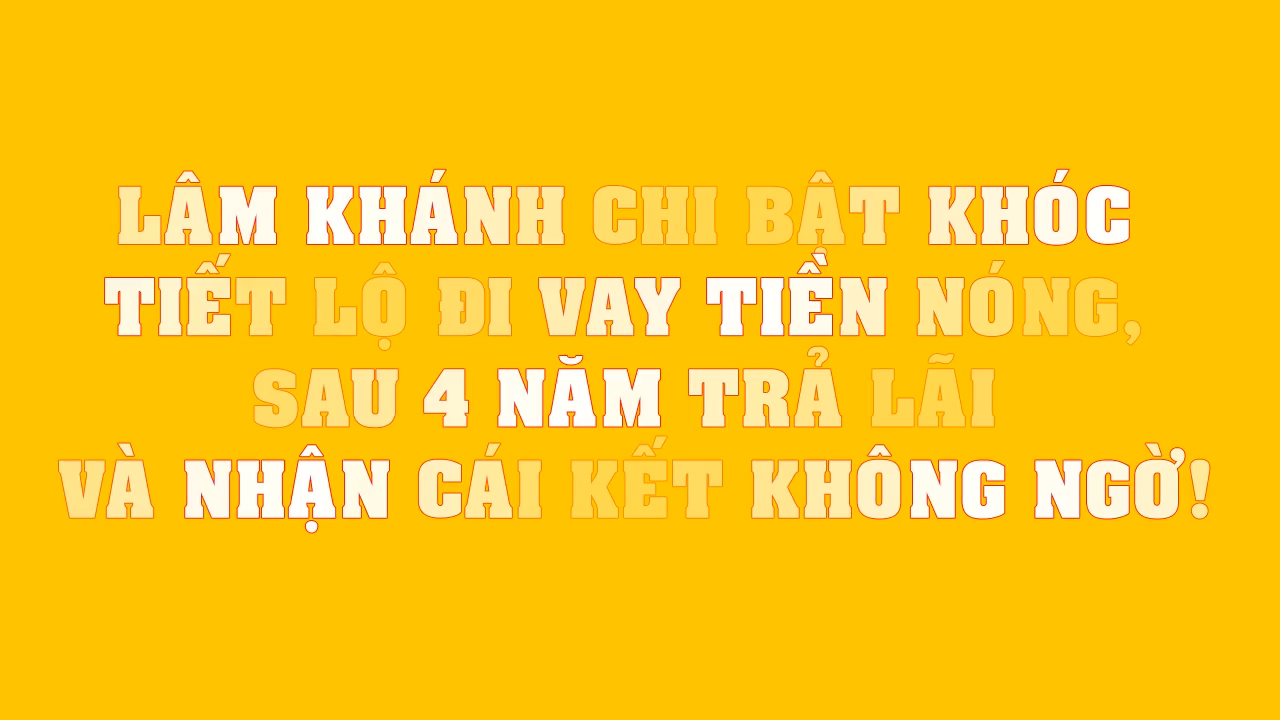 LÂM KHÁNH CHI BẬT KHÓC
TIẾT LỘ ĐI VAY TIỀN NÓNG,
SAU 4 NĂM TRẢ LÃI
VÀ NHẬN CÁI KẾT KHÔNG NGỜ!